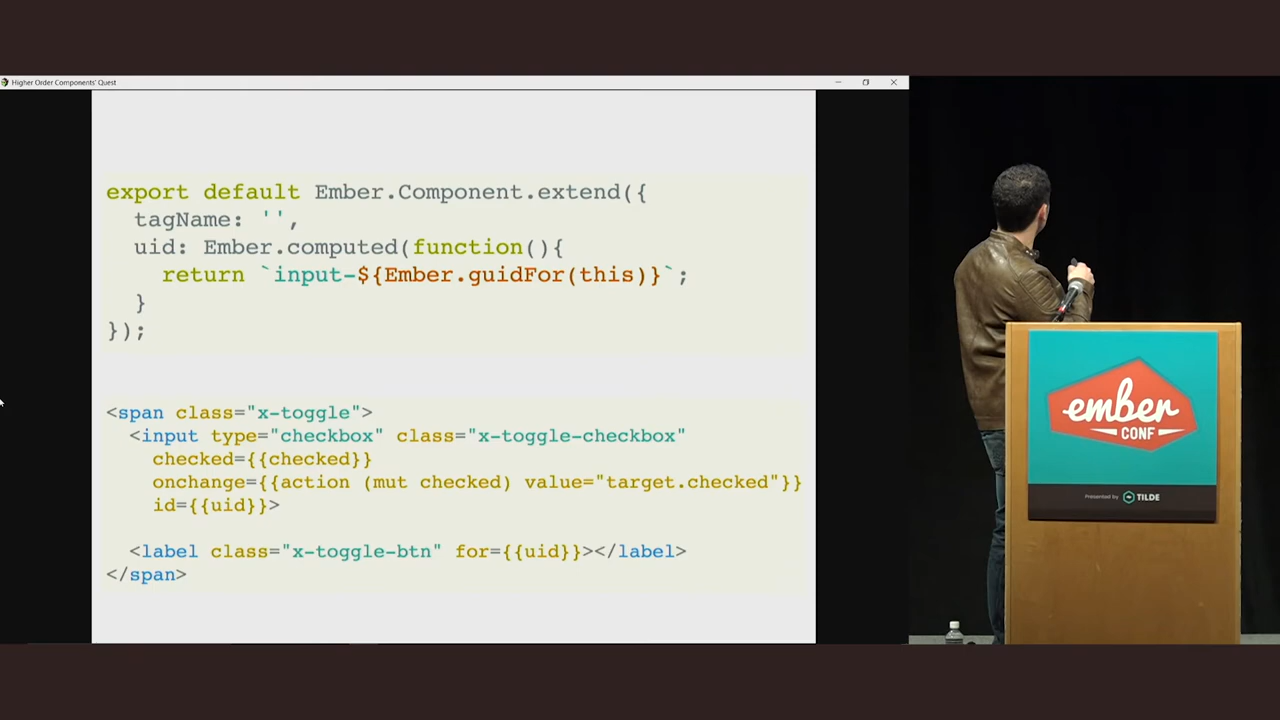 Higher Order Components' Quest
export default Ember.Component.extend({
  tagName: '',
  uid: Ember.computed(function(){
    return `input-${Ember.guidFor(this)}`;
  }
});
<span class="x-toggle">
  <input type="checkbox" class="x-toggle-checkbox"
    checked={{checked}}
    onchange={{action (mut checked) value="target.checked"}}
    id={{uid}}>
  <label class="x-toggle-btn" for={{uid}}></label>
</span>
ember
CONF
Presented by TILDE